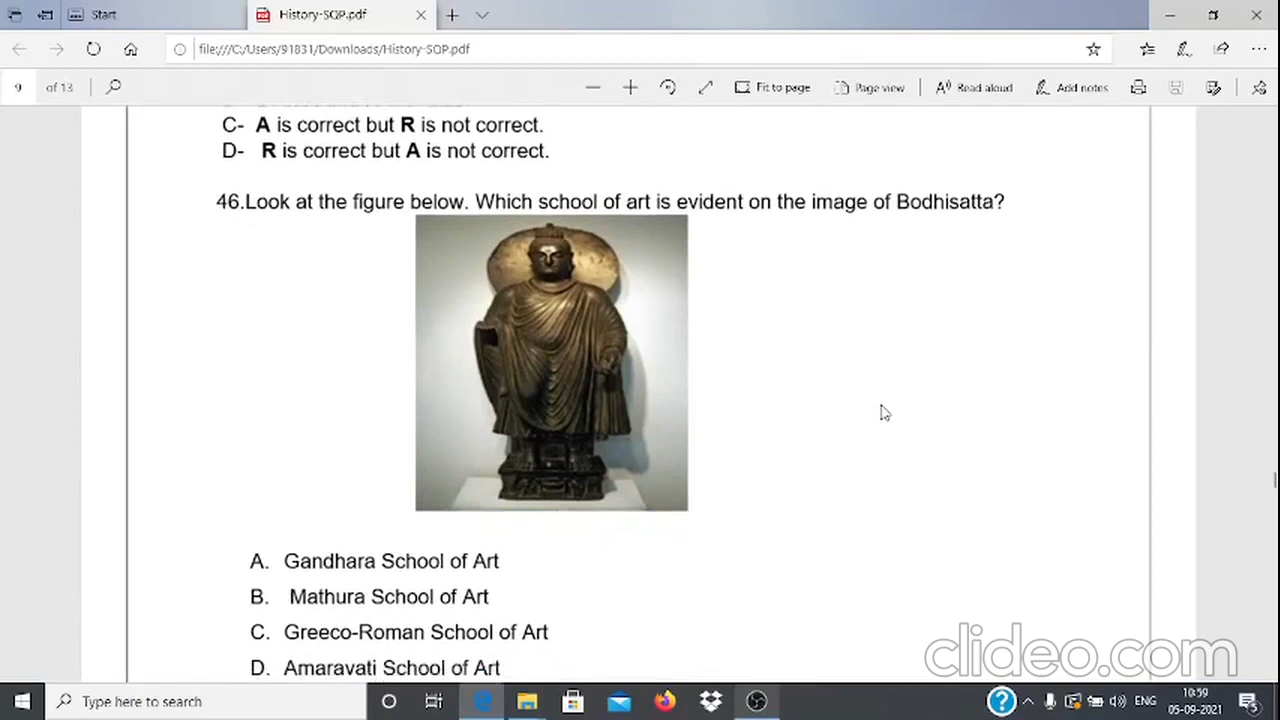 Start
History-SQP.pdf
file:///C:/Users/91831/Downloads/History-SQP.pdf
9 of 13
Fit to page
Page view
Read aloud
Add notes
C- A is correct but R is not correct.
D- R is correct but A is not correct.
46.Look at the figure below. Which school of art is evident on the image of Bodhisatta?
A. Gandhara School of Art
B. Mathura School of Art
C. Greeco-Roman School of Art
D. Amaravati School of Art
clideo.com
Type here to search
ENG
10:59
05-09-2021
5